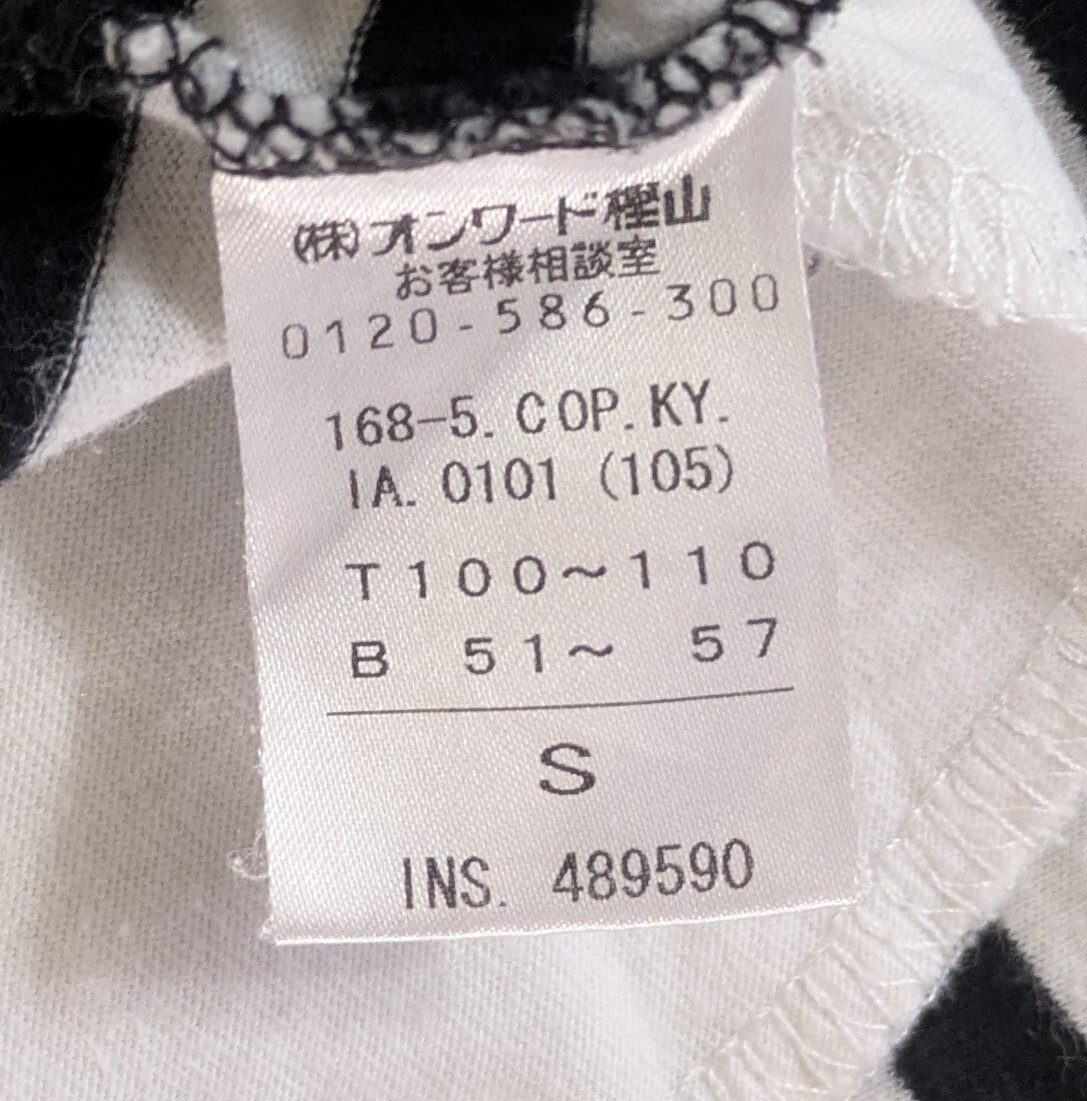 (株)オンワード樫山
お客様相談室
0120-586-300
168-5. COP. KY.
IA. 0101 (105)
T100～110
B 51～ 57
S
INS. 489590